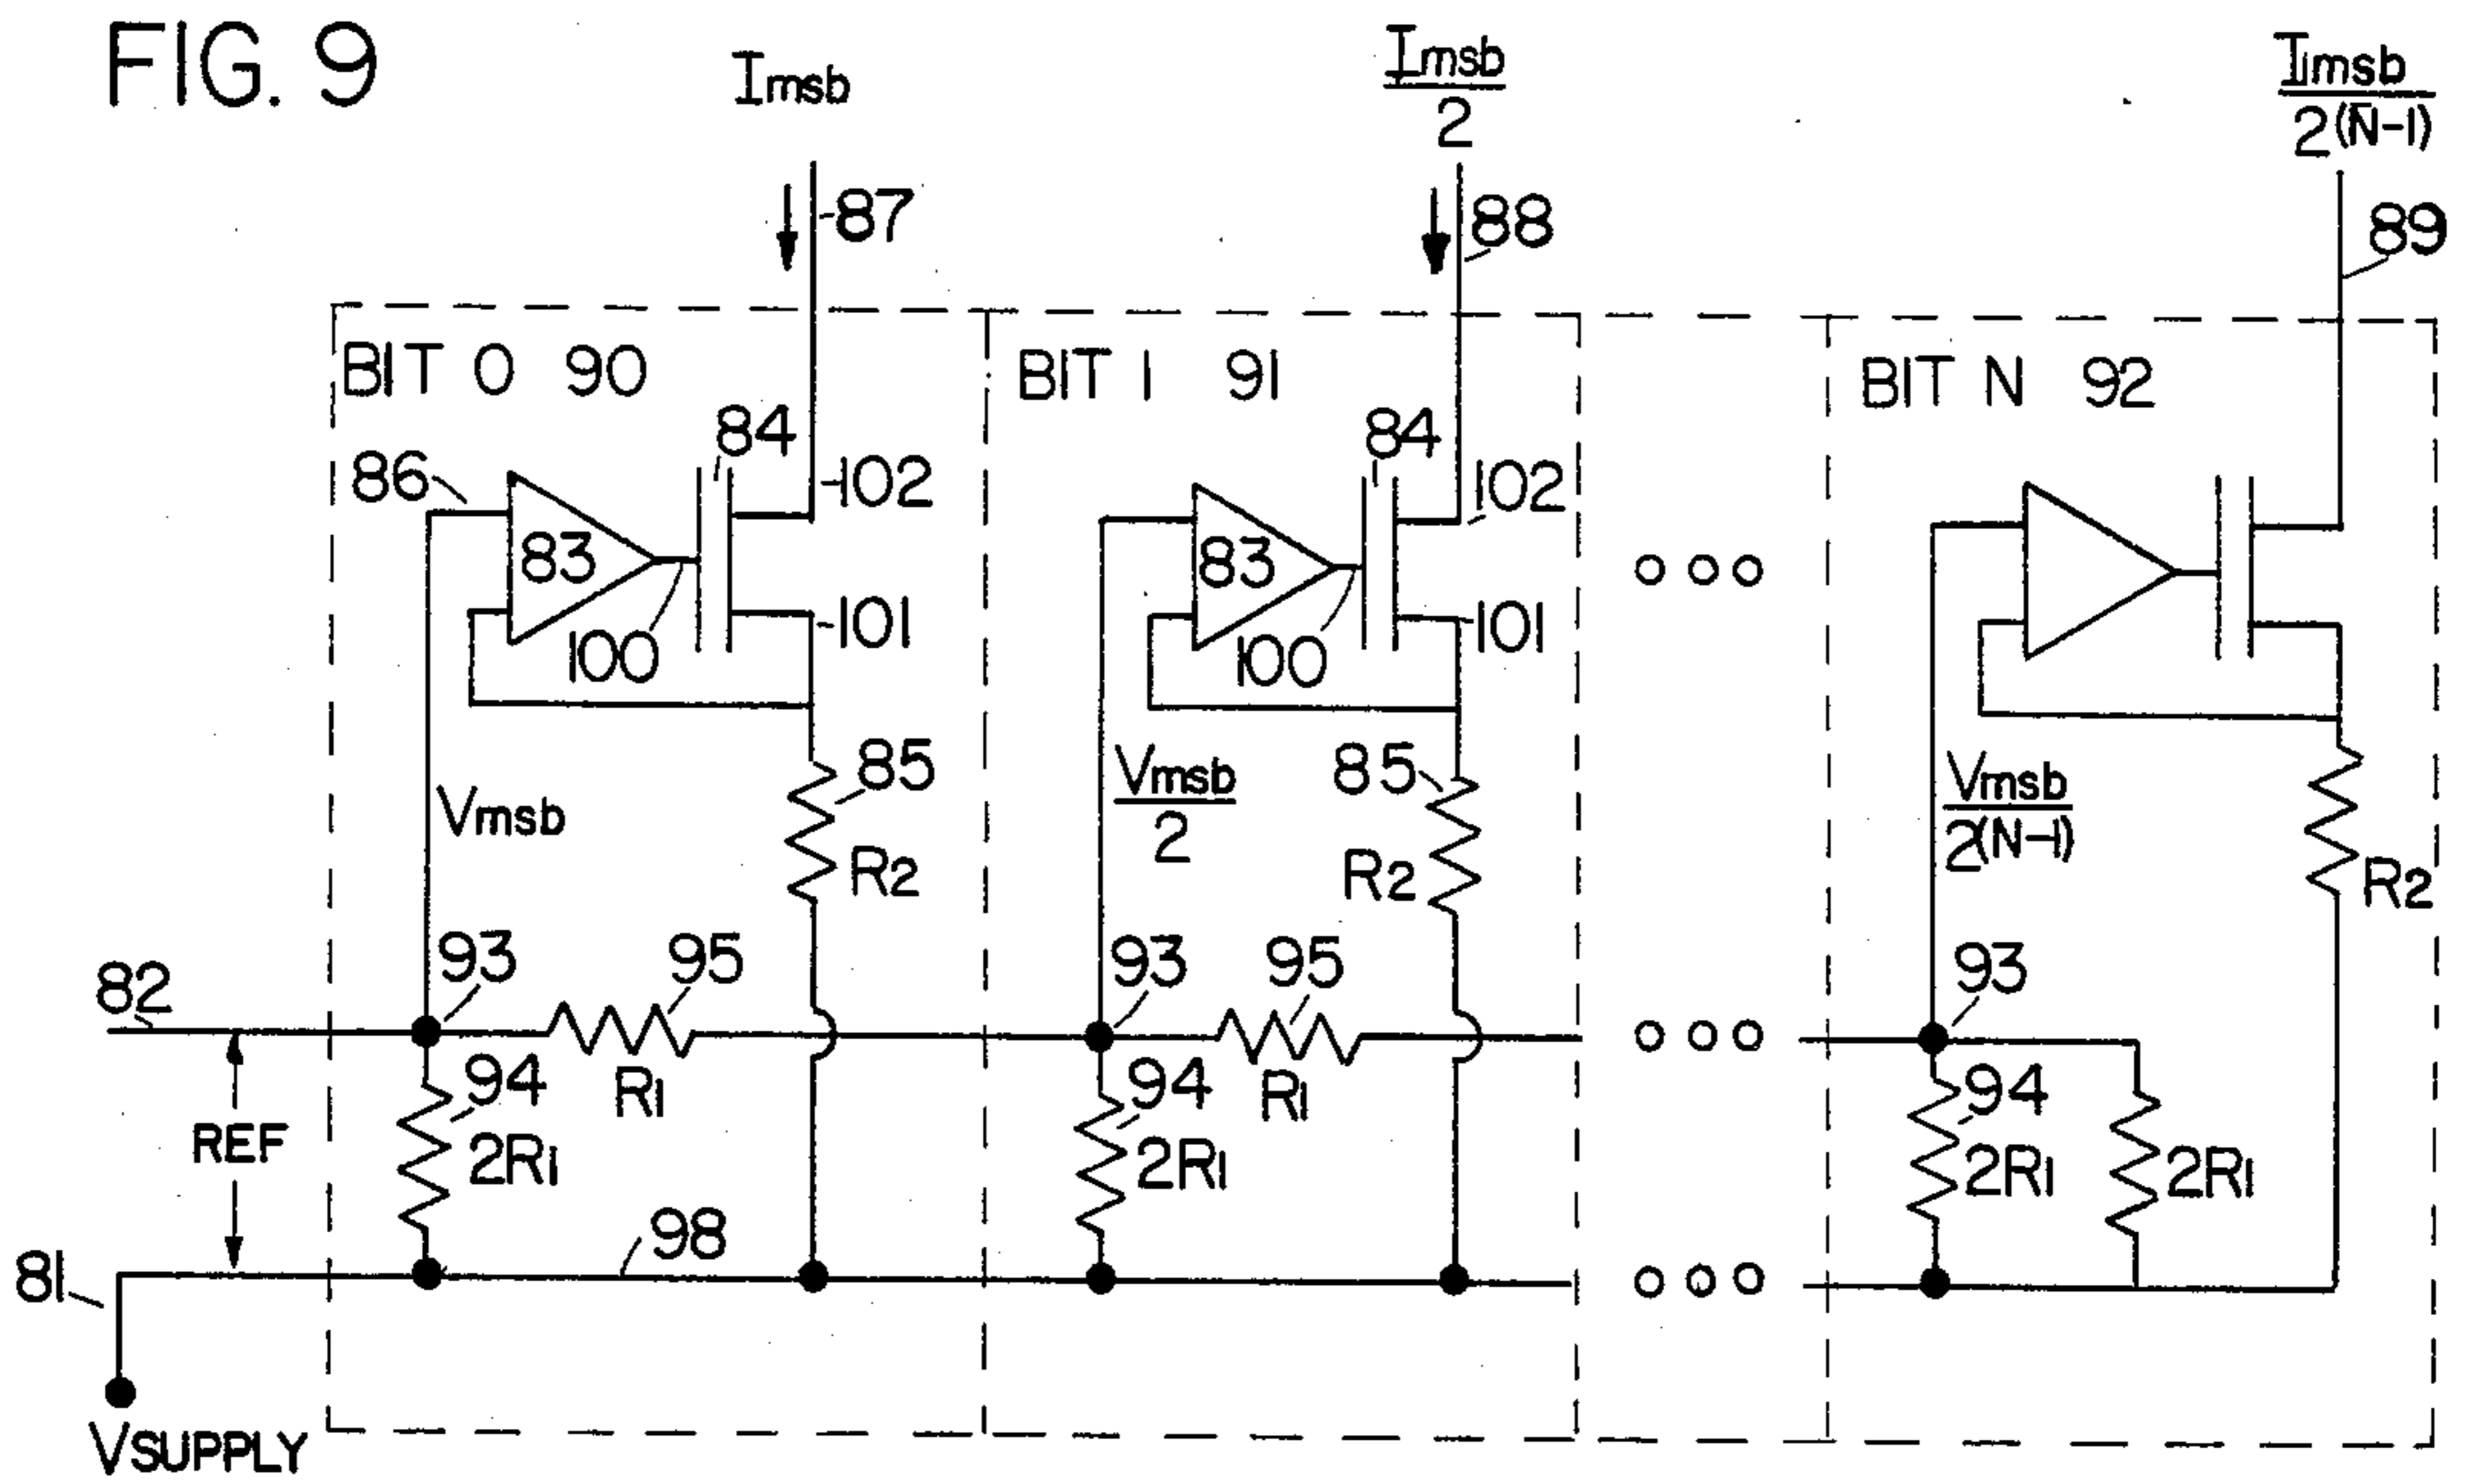 FIG. 9
Imsb
Imsb
2
Imsb
2(N-1)
87
88
89
BIT 0 90
BIT 1 91
BIT N 92
84
84
86
102
102
83
83
101
101
100
100
85
85
Vmsb
Vmsb
2
Vmsb
2(N-1)
R2
R2
R2
93
95
93
95
93
82
94
94
94
R1
R1
REF
2R1
2R1
2R1
2R1
98
81
VSUPPLY